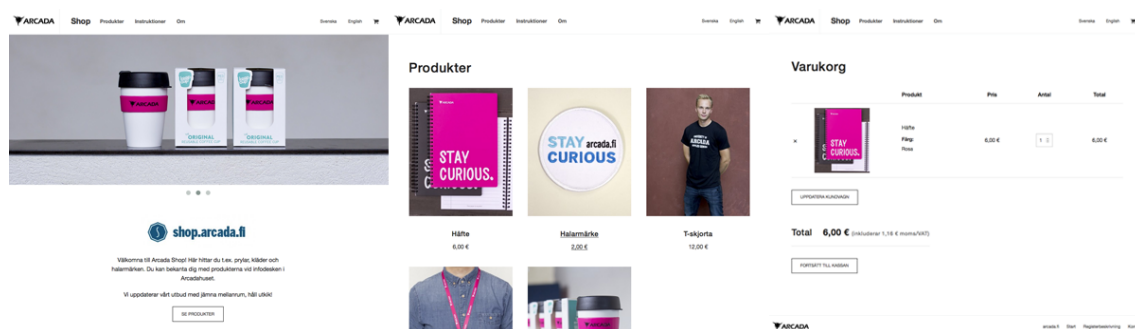 ARCADA Shop Produkter Instruktioner Om Svenska English
ARCADA
ORIGINAL
ORIGINAL
shop.arcada.fi
Välkomna till Arcada Shop! Här hittar du t.ex. prylar, kläder och
halarmärken. Du kan bekanta dig med produkterna vid infodesken i
Arcadahuset.
Vi uppdaterar vårt utbud med jämna mellanrum, håll utkik!
SE PRODUKTER
ARCADA Shop Produkter Instruktioner Om Svenska English
Produkter
STAY
CURIOUS.
STAY arcada.fi
CURIOUS
ARCADA
Häfte
6,00 €
Halarmärke
2,00 €
T-skjorta
12,00 €
ARCADA Shop Produkter Instruktioner Om Svenska English
Varukorg
Produkt Pris Antal Total
STAY
CURIOUS.
× Häfte 6,00 € 1 6,00 €
Färg:
Rosa
UPPDATERA KUNDVAGN
Total 6,00 € (inkluderar 1,16 € moms/VAT)
FORTSÄTT TILL KASSAN
ARCADA arcada.fi Start Registerbeskrivning